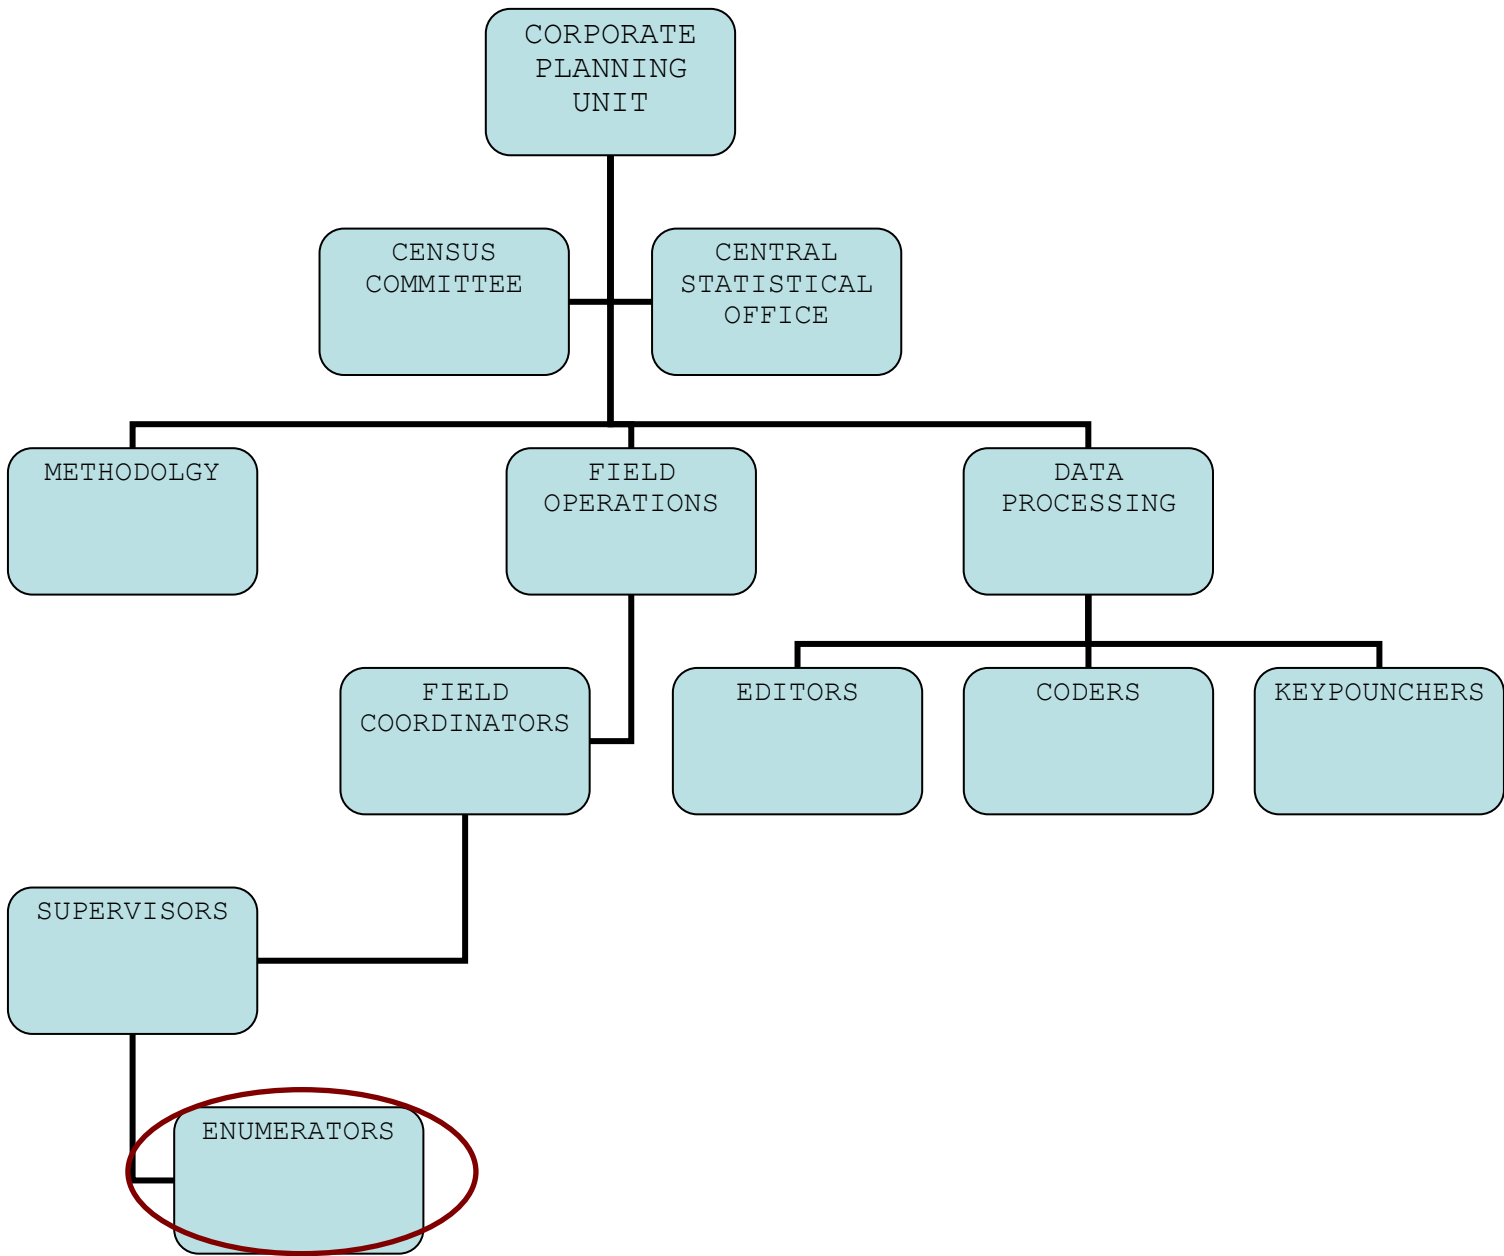 CORPORATE
PLANNING
UNIT
CENSUS
COMMITTEE
CENTRAL
STATISTICAL
OFFICE
METHODOLGY
FIELD
OPERATIONS
DATA
PROCESSING
FIELD
COORDINATORS
EDITORS
CODERS
KEYPOUNCHERS
SUPERVISORS
ENUMERATORS